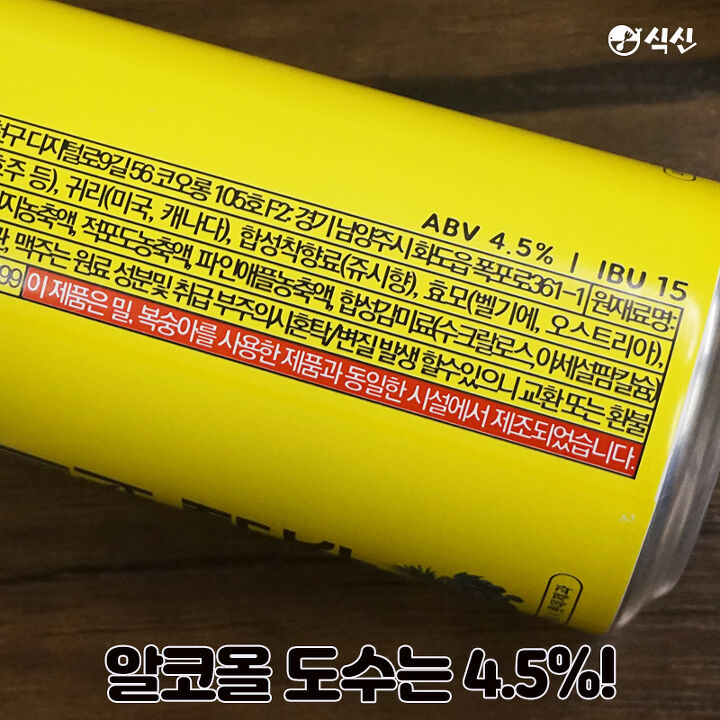 식신
ABV 4.5% | IBU 15
현구 디지털로9길 56 코오롱 105호 F2: 경기 남양주시 화도읍 폭포로361-1 원재료명:
호주 등), 귀리(미국, 캐나다), 합성착향료(쥬시향), 효모(벨기에, 오스트리아),
지농축액, 적포도농축액, 파인애플농축액, 합성감미료(수크랄로스, 아세설팜칼슘)
맥주는 원료 성분및 취급 부주의시 혼탁/변질 발생 할수있으니 교환 또는 환불
99 이 제품은 밀, 복숭아를 사용한 제품과 동일한 시설에서 제조되었습니다.
알코올 도수는 4.5%!